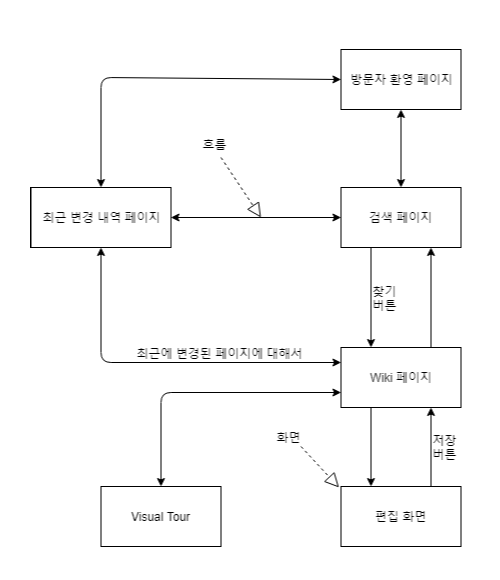 방문자 환영 페이지
흐름
최근 변경 내역 페이지
검색 페이지
찾기
버튼
최근에 변경된 페이지에 대해서
Wiki 페이지
화면
저장
버튼
Visual Tour
편집 화면